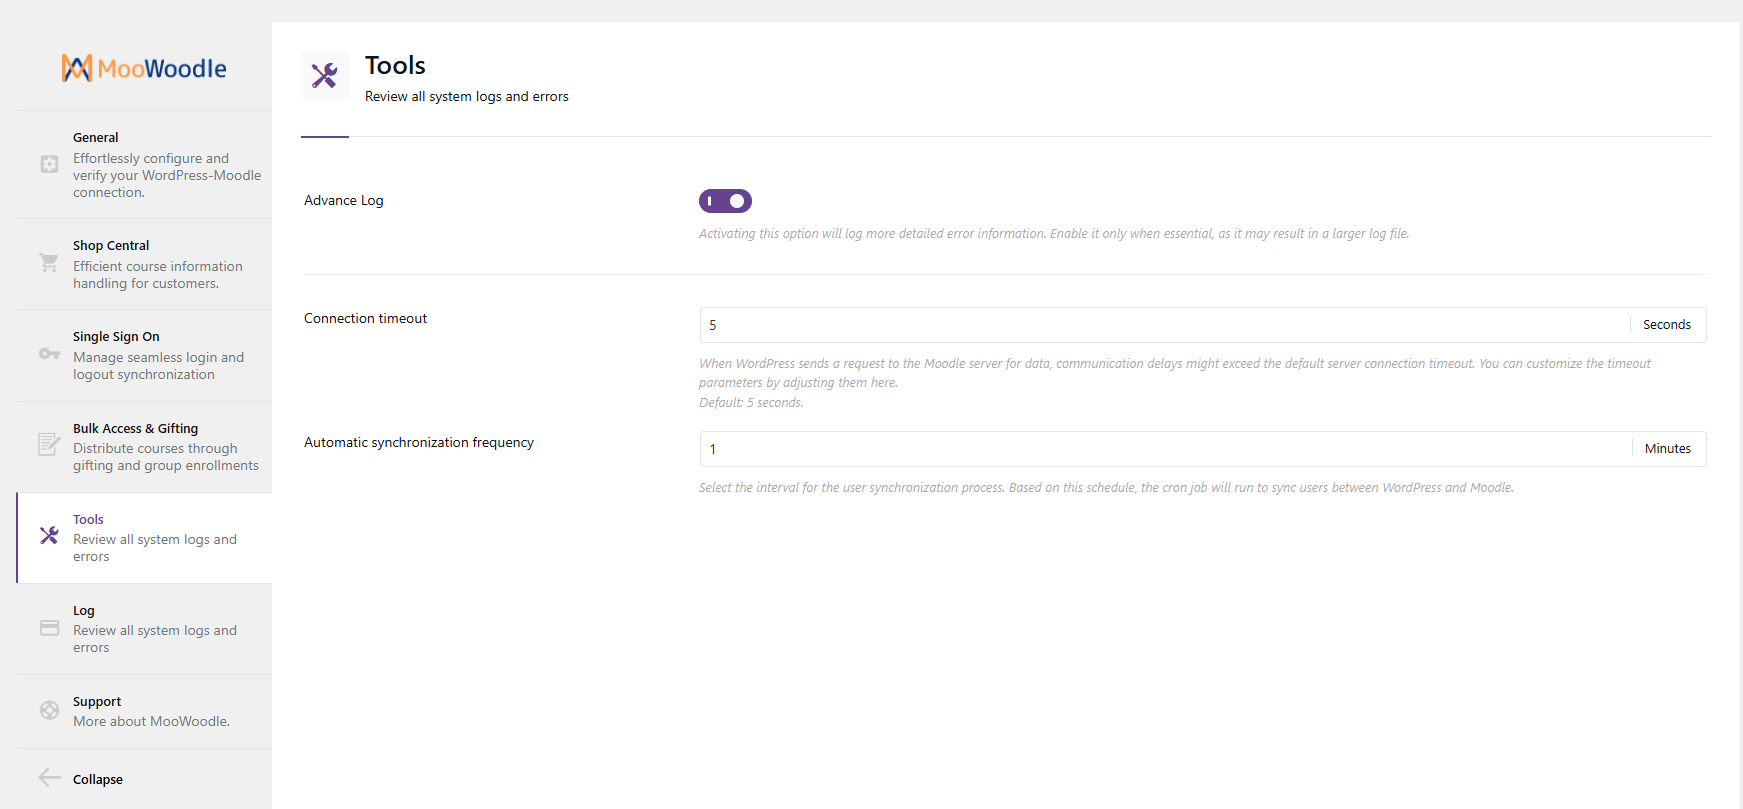 MooWoodle
General
Effortlessly configure and
verify your WordPress-Moodle
connection.
Shop Central
Efficient course information
handling for customers.
Single Sign On
Manage seamless login and
logout synchronization
Bulk Access & Gifting
Distribute courses through
gifting and group enrollments
Tools
Review all system logs and
errors
Log
Review all system logs and
errors
Support
More about MooWoodle.
Collapse
Tools
Review all system logs and errors
Advance Log
Activating this option will log more detailed error information. Enable it only when essential, as it may result in a larger log file.
Connection timeout
5 Seconds
When WordPress sends a request to the Moodle server for data, communication delays might exceed the default server connection timeout. You can customize the timeout
parameters by adjusting them here.
Default: 5 seconds.
Automatic synchronization frequency
1 Minutes
Select the interval for the user synchronization process. Based on this schedule, the cron job will run to sync users between WordPress and Moodle.